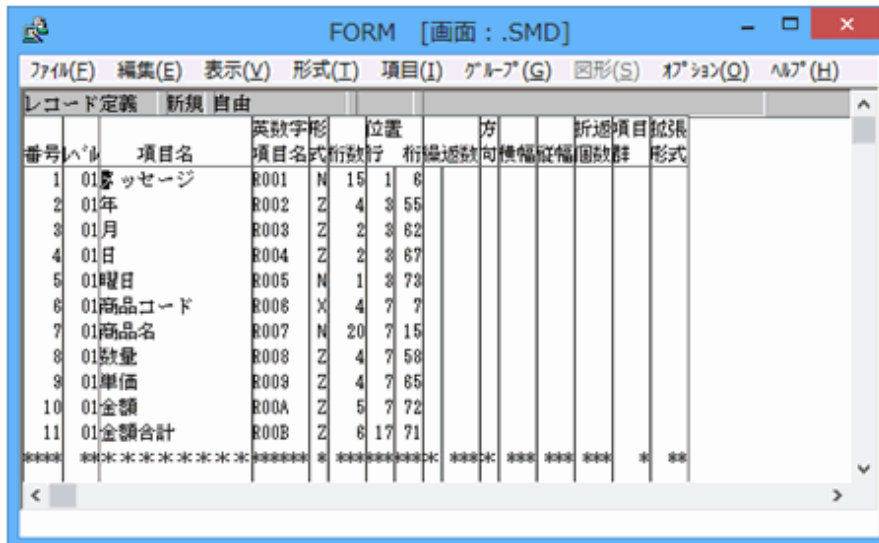 FORM [画面：.SMD]
ﾌｧｲﾙ(F) 編集(E) 表示(V) 形式(T) 項目(I) ｸﾞﾙｰﾌﾟ(G) 図形(S) ｵﾌﾟｼｮﾝ(O) ﾍﾙﾌﾟ(H)
レコード定義 新規 自由
英数字 形 位置 方 折返 項目 拡張
番号 ﾚﾍﾞﾙ 項目名 項目名 式 桁数 行 桁 繰返数 向 横幅 縦幅 個数 群 形式
1 01 メッセージ R001 N 15 1 6
2 01 年 R002 Z 4 3 55
3 01 月 R003 Z 2 3 62
4 01 日 R004 Z 2 3 67
5 01 曜日 R005 N 1 3 73
6 01 商品コード R006 X 4 7 7
7 01 商品名 R007 N 20 7 15
8 01 数量 R008 Z 4 7 58
9 01 単価 R009 Z 4 7 65
10 01 金額 R00A Z 5 7 72
11 01 金額合計 R00B Z 6 17 71
**** ** ＊＊＊＊＊＊＊＊ ****** * *** *** *** ＊ *** ＊ *** *** *** * **